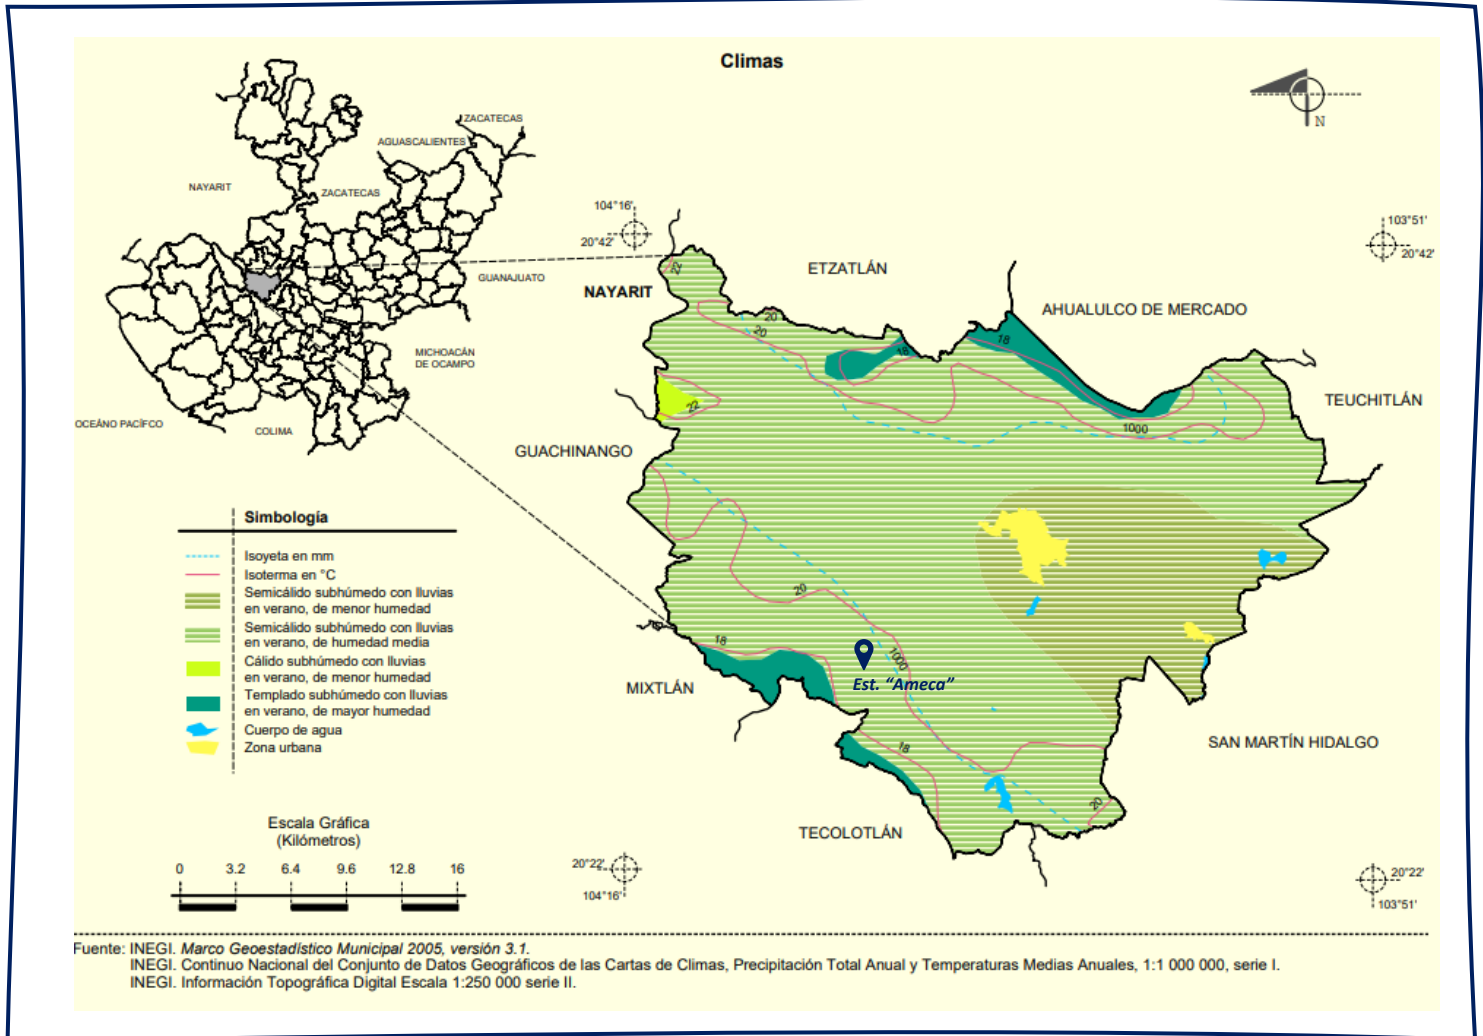 Climas
N
ZACATECAS
AGUASCALIENTES
NAYARIT
ZACATECAS
GUANAJUATO
MICHOACÁN
DE OCAMPO
OCEÁNO PACÍFCO
COLIMA
104°16'
20°42'
103°51'
20°42'
ETZATLÁN
NAYARIT
AHUALULCO DE MERCADO
TEUCHITLÁN
GUACHINANGO
MIXTLÁN
TECOLOTLÁN
SAN MARTÍN HIDALGO
22
20
20
18
18
22
1000
20
18
1000
18
20
Est. “Ameca”
20°22'
104°16'
20°22'
103°51'
Simbología
Isoyeta en mm
Isoterma en °C
Semicálido subhúmedo con lluvias
en verano, de menor humedad
Semicálido subhúmedo con lluvias
en verano, de humedad media
Cálido subhúmedo con lluvias
en verano, de menor humedad
Templado subhúmedo con lluvias
en verano, de mayor humedad
Cuerpo de agua
Zona urbana
Escala Gráfica
(Kilómetros)
0 3.2 6.4 9.6 12.8 16
Fuente: INEGI. Marco Geoestadístico Municipal 2005, versión 3.1.
INEGI. Continuo Nacional del Conjunto de Datos Geográficos de las Cartas de Climas, Precipitación Total Anual y Temperaturas Medias Anuales, 1:1 000 000, serie I.
INEGI. Información Topográfica Digital Escala 1:250 000 serie II.